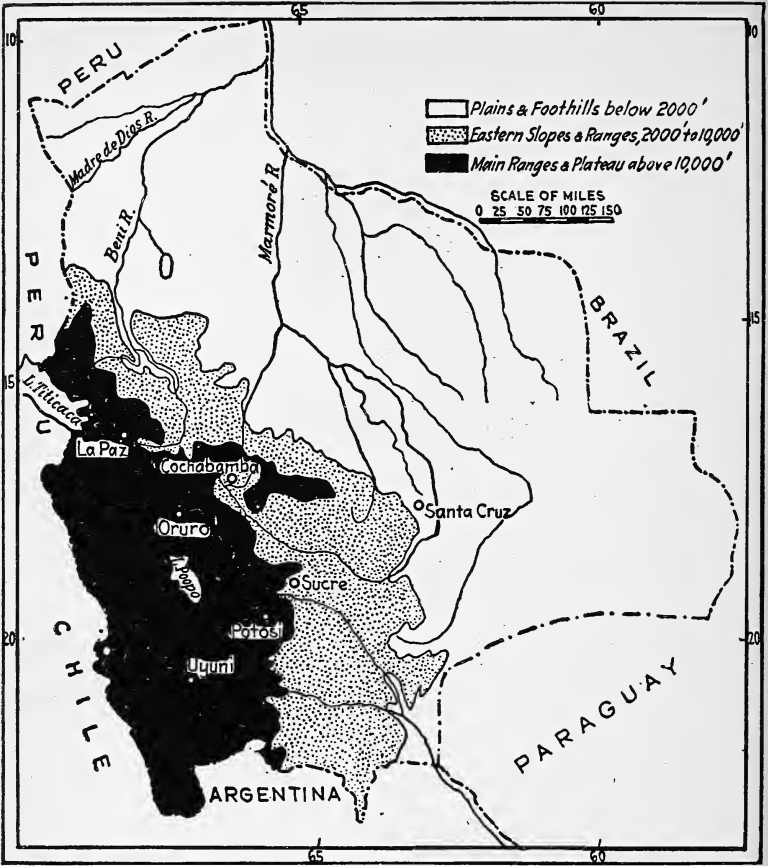 65
60
10
10
PERU
Plains & Foothills below 2000'
Eastern Slopes & Ranges, 2000' to 10,000'
Main Ranges & Plateau above 10,000'
Madre de Dios R.
SCALE OF MILES
0 25 50 75 100 125 150
Beni R.
Marmoré R.
PERU
BRAZIL
15
15
L. Titicaca
La Paz
Cochabamba
Santa Cruz
Oruro
L. Poopo
Sucre
Potosi
20
20
Uyuni
CHILE
PARAGUAY
ARGENTINA
65
60